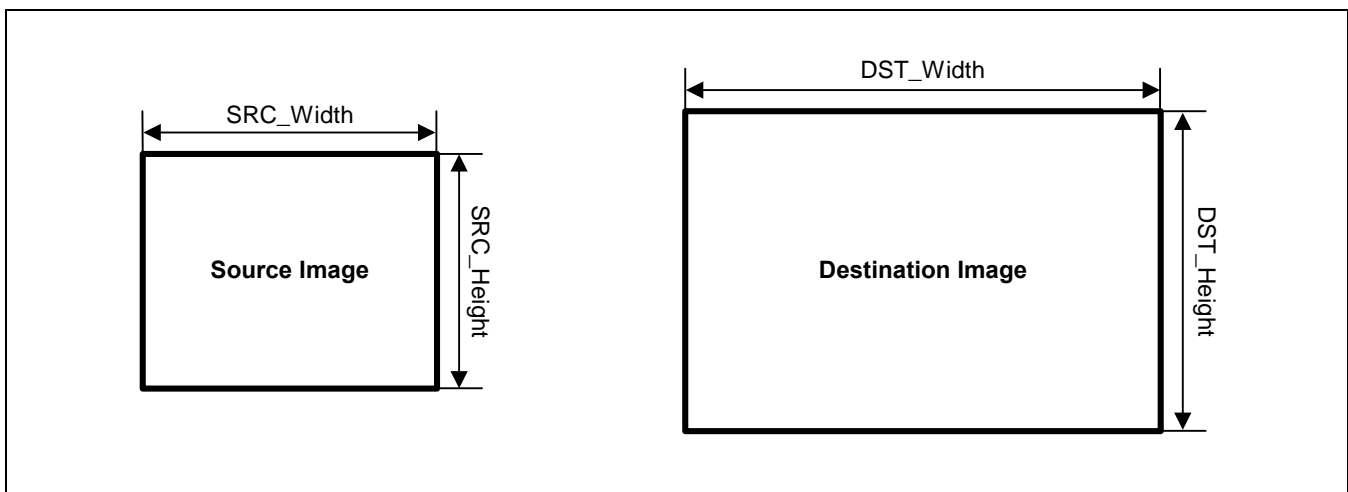 SRC_Width
SRC_Height
Source Image
DST_Width
DST_Height
Destination Image